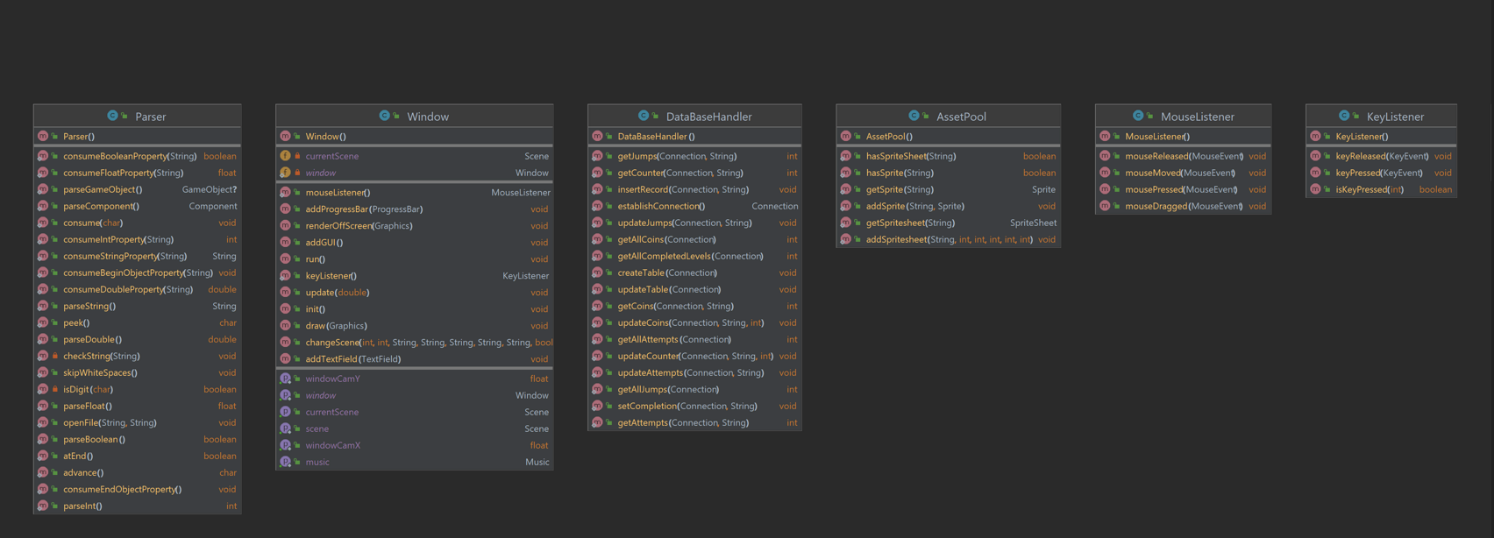 Parser
Parser()
consumeBooleanProperty(String) boolean
consumeFloatProperty(String) float
parseGameObject() GameObject?
parseComponent() Component
consume(char) void
consumeIntProperty(String) int
consumeStringProperty(String) String
consumeBeginObjectProperty(String) void
consumeDoubleProperty(String) double
parseString() String
peek() char
parseDouble() double
checkString(String) void
skipWhiteSpaces() void
isDigit(char) boolean
parseFloat() float
openFile(String, String) void
parseBoolean() boolean
atEnd() boolean
advance() char
consumeEndObjectProperty() void
parseInt() int
Window
Window()
currentScene Scene
window Window
mouseListener() MouseListener
addProgressBar(ProgressBar) void
renderOffScreen(Graphics) void
addGUI() void
run() void
keyListener() KeyListener
update(double) void
init() void
draw(Graphics) void
changeScene(int, int, String, String, String, String, String, bool
addTextField(TextField) void
windowCamY float
window Window
currentScene Scene
scene Scene
windowCamX float
music Music
DataBaseHandler
DataBaseHandler()
getJumps(Connection, String) int
getCounter(Connection, String) int
insertRecord(Connection, String) void
establishConnection() Connection
updateJumps(Connection, String) void
getAllCoins(Connection) int
getAllCompletedLevels(Connection) int
createTable(Connection) void
updateTable(Connection) void
getCoins(Connection, String) int
updateCoins(Connection, String, int) void
getAllAttempts(Connection) int
updateCounter(Connection, String, int) void
updateAttempts(Connection, String) void
getAllJumps(Connection) int
setCompletion(Connection, String) void
getAttempts(Connection, String) int
AssetPool
AssetPool()
hasSpriteSheet(String) boolean
hasSprite(String) boolean
getSprite(String) Sprite
addSprite(String, Sprite) void
getSpritesheet(String) SpriteSheet
addSpritesheet(String, int, int, int, int, int) void
MouseListener
MouseListener()
mouseReleased(MouseEvent) void
mouseMoved(MouseEvent) void
mousePressed(MouseEvent) void
mouseDragged(MouseEvent) void
KeyListener
KeyListener()
keyReleased(KeyEvent) void
keyPressed(KeyEvent) void
isKeyPressed(int) boolean